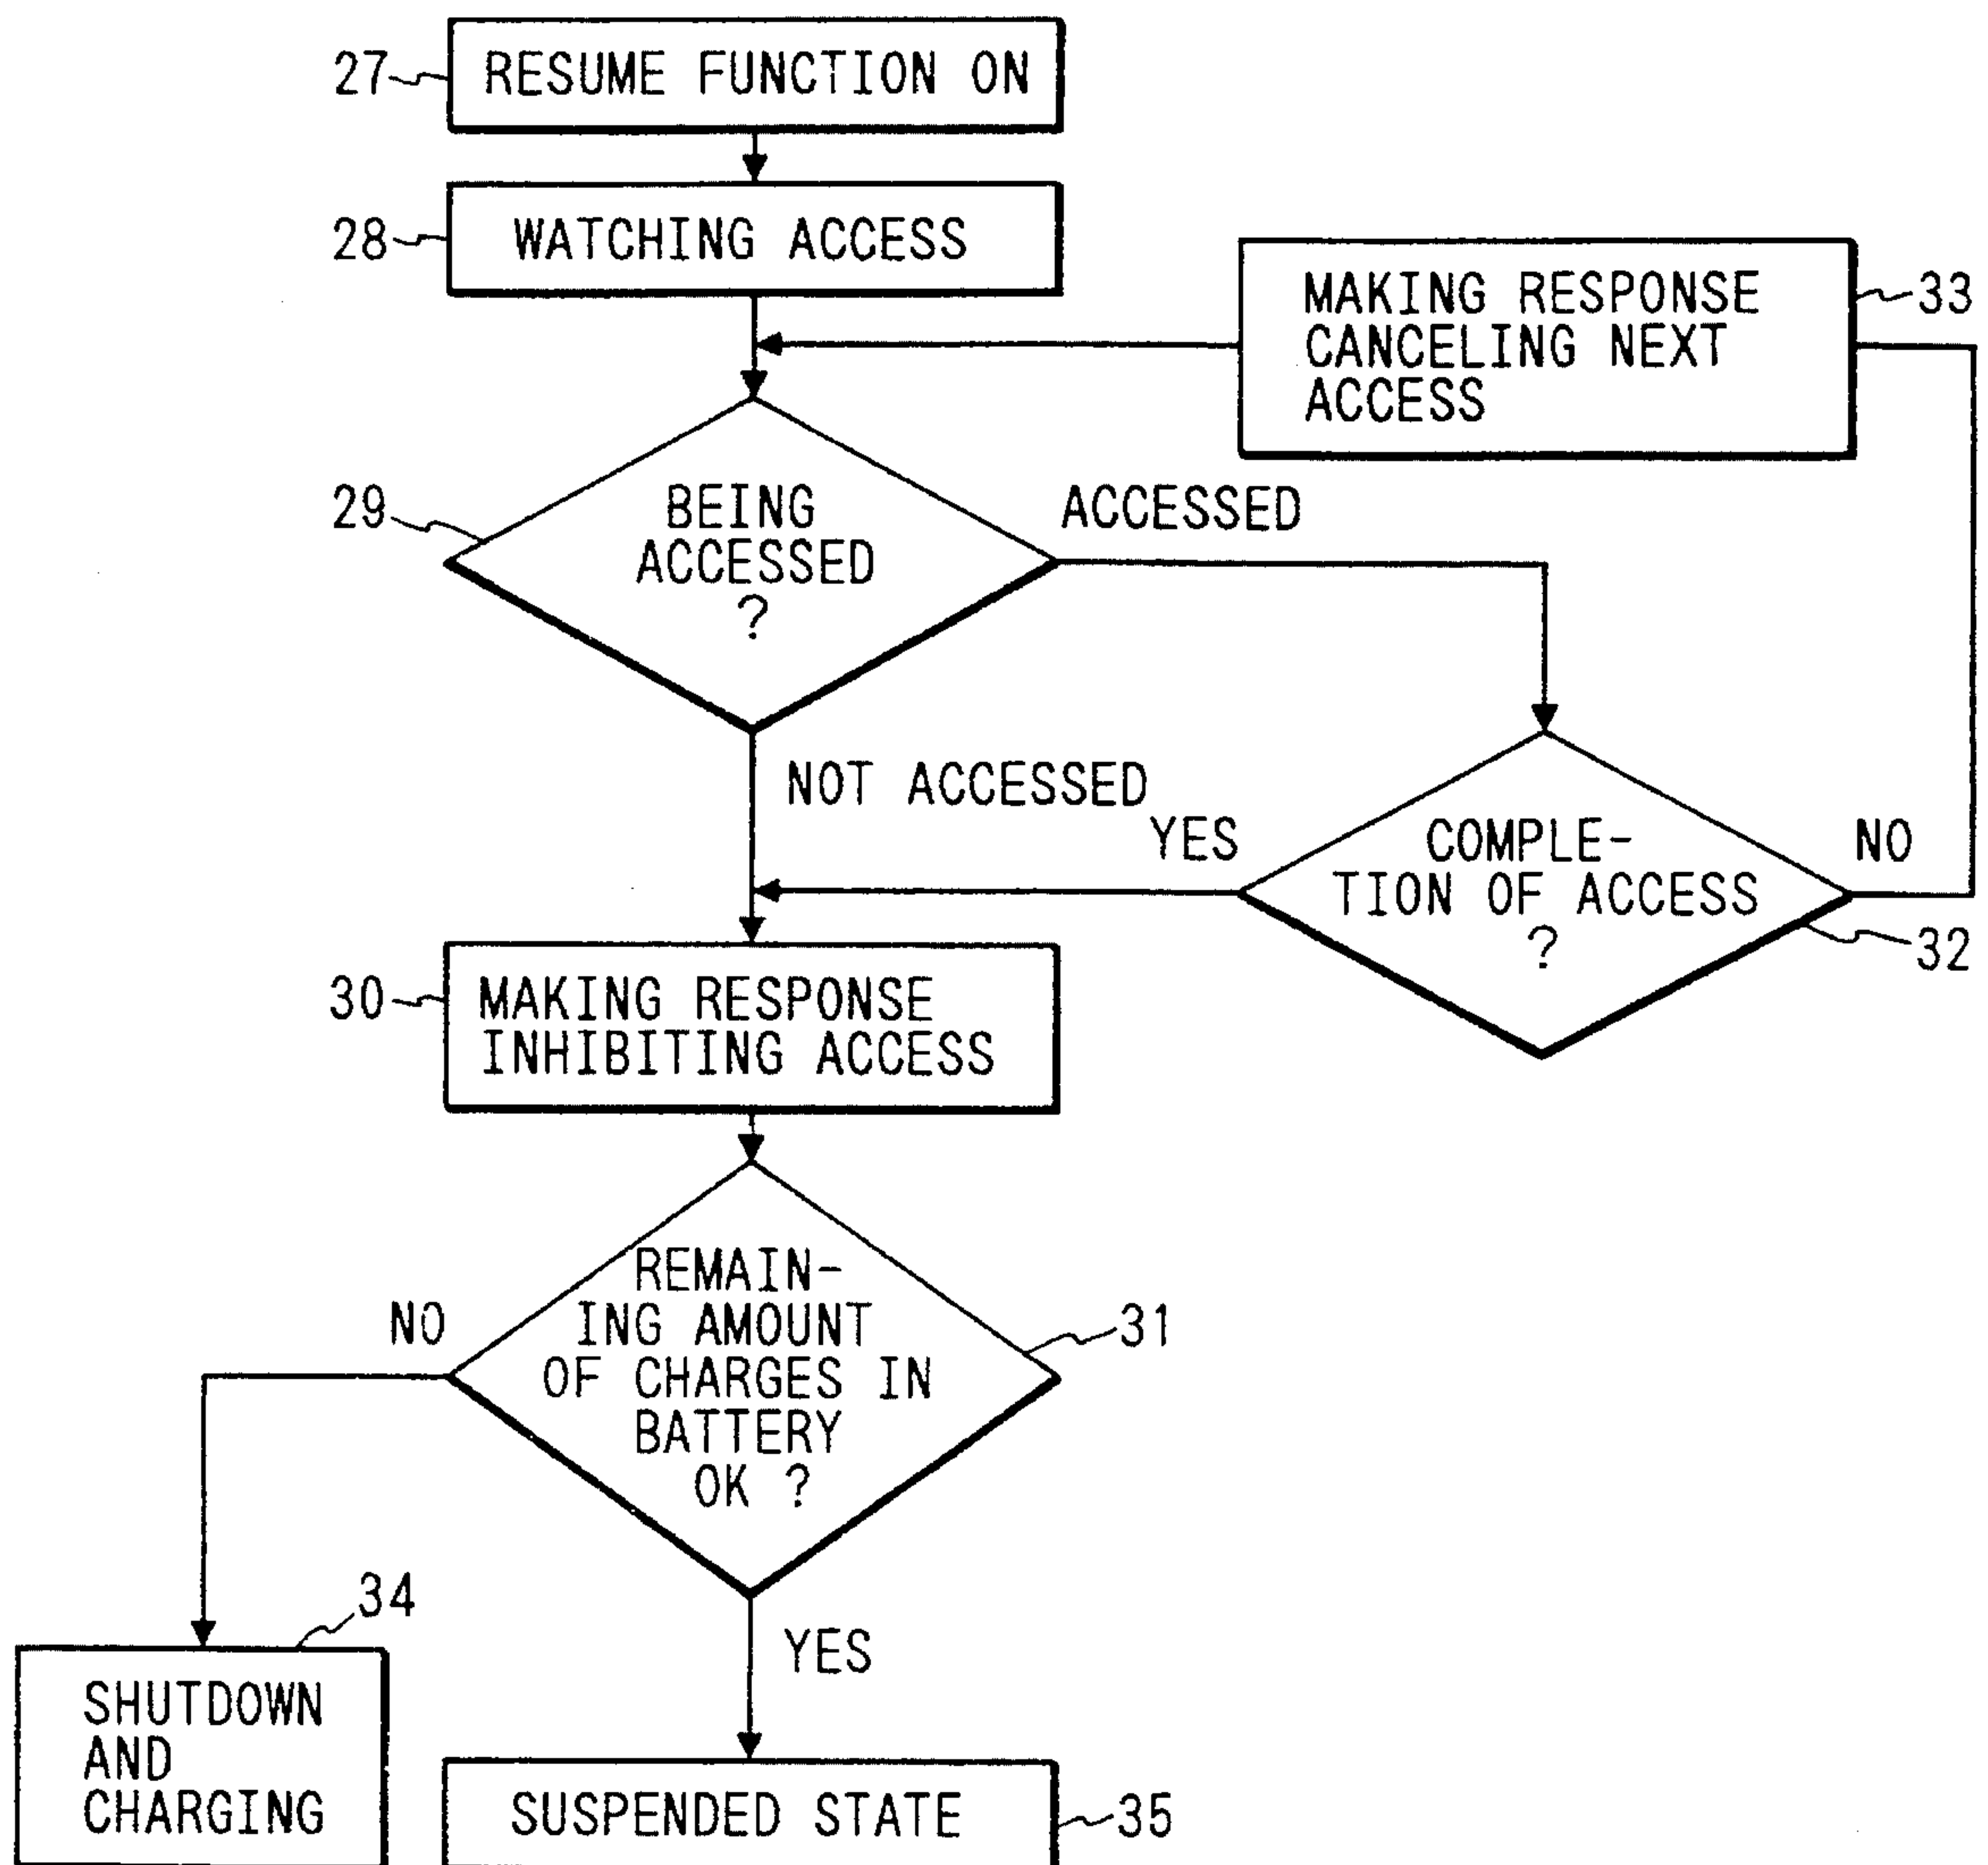 27
RESUME FUNCTION ON
28
WATCHING ACCESS
MAKING RESPONSE
CANCELING NEXT
ACCESS
33
29
BEING
ACCESSED
?
ACCESSED
NOT ACCESSED
YES
COMPLE-
TION OF ACCESS
?
NO
32
30
MAKING RESPONSE
INHIBITING ACCESS
REMAIN-
ING AMOUNT
OF CHARGES IN
BATTERY
OK ?
31
NO
34
YES
SHUTDOWN
AND
CHARGING
SUSPENDED STATE
35